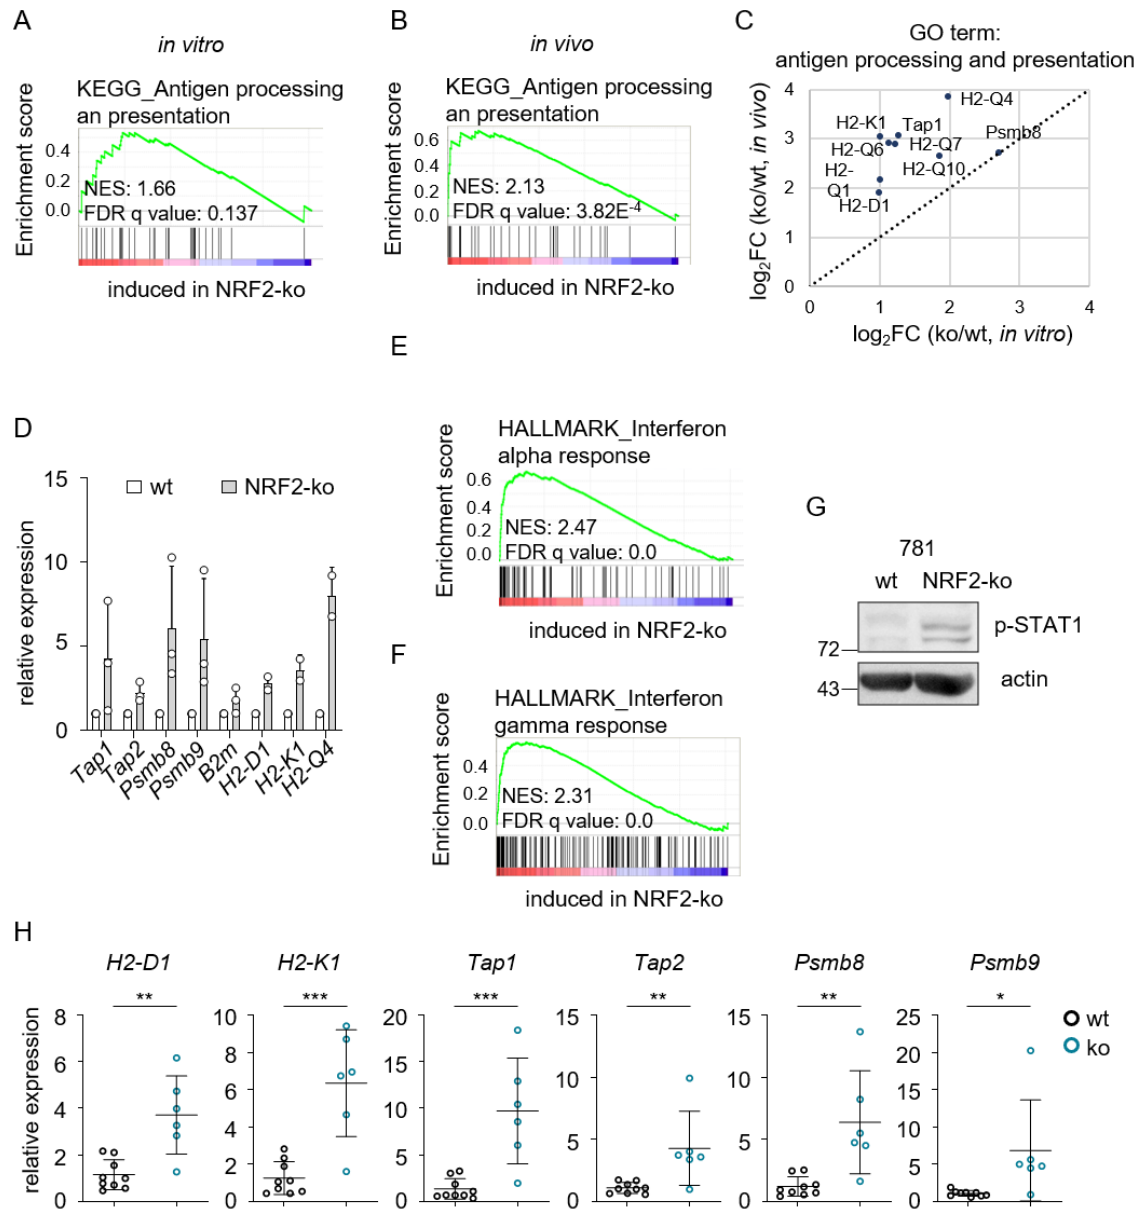 A
in vitro
KEGG_Antigen processing
an presentation
Enrichment score
0.4
0.2
0.0
NES: 1.66
FDR q value: 0.137
induced in NRF2-ko
B
in vivo
KEGG_Antigen processing
an presentation
Enrichment score
0.6
0.4
0.2
0.0
NES: 2.13
FDR q value: 3.82E-4
induced in NRF2-ko
C
GO term:
antigen processing and presentation
log2FC (ko/wt, in vivo)
4
3
2
1
0
H2-Q4
H2-K1
Tap1
Psmb8
H2-Q6
H2-Q7
H2-Q10
H2-
Q1
H2-D1
0
1
2
3
4
log2FC (ko/wt, in vitro)
D
relative expression
15
10
5
0
wt
NRF2-ko
Tap1
Tap2
Psmb8
Psmb9
B2m
H2-D1
H2-K1
H2-Q4
E
HALLMARK_Interferon
alpha response
Enrichment score
0.6
0.4
0.2
0.0
NES: 2.47
FDR q value: 0.0
induced in NRF2-ko
F
HALLMARK_Interferon
gamma response
Enrichment score
0.4
0.2
0.0
NES: 2.31
FDR q value: 0.0
induced in NRF2-ko
G
781
wt
NRF2-ko
p-STAT1
72
43
actin
H
relative expression
H2-D1
**
8
6
4
2
0
H2-K1
***
10
8
6
4
2
0
Tap1
***
20
15
10
5
0
Tap2
**
15
10
5
0
Psmb8
**
15
10
5
0
Psmb9
*
25
20
15
10
5
0
wt
ko